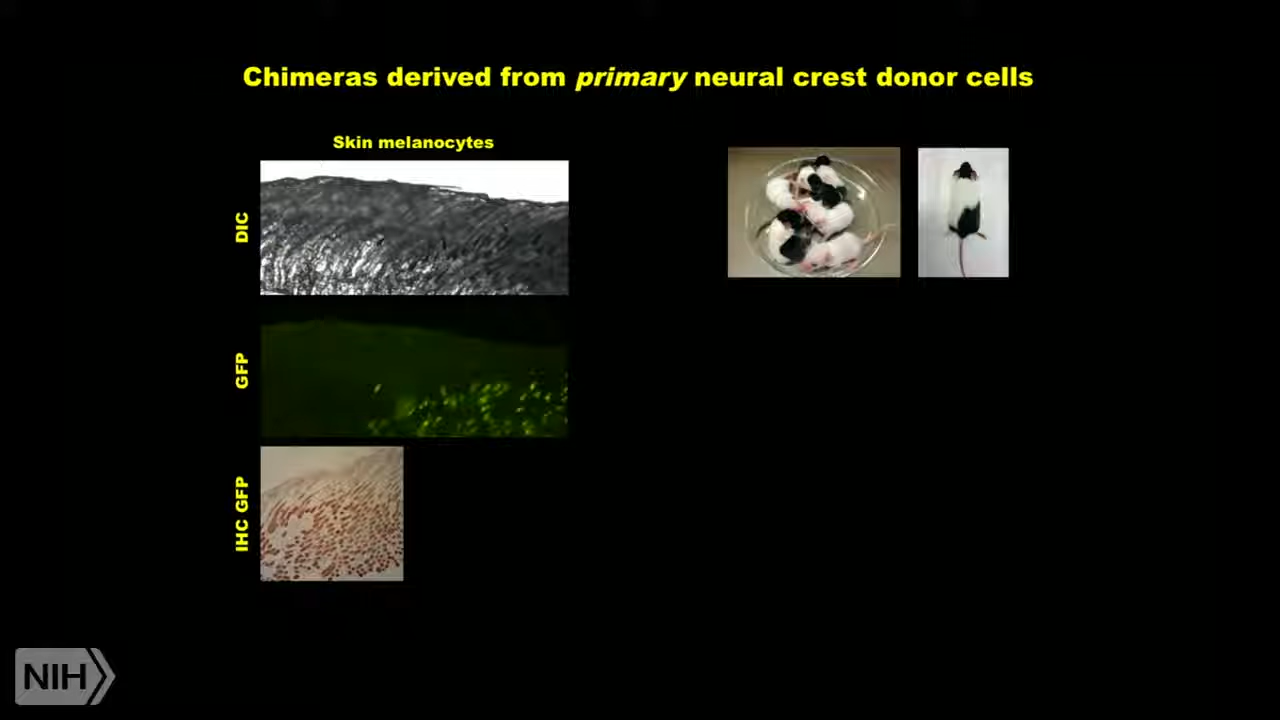 Chimeras derived from primary neural crest donor cells
Skin melanocytes
DIC
GFP
IHC GFP
NIH